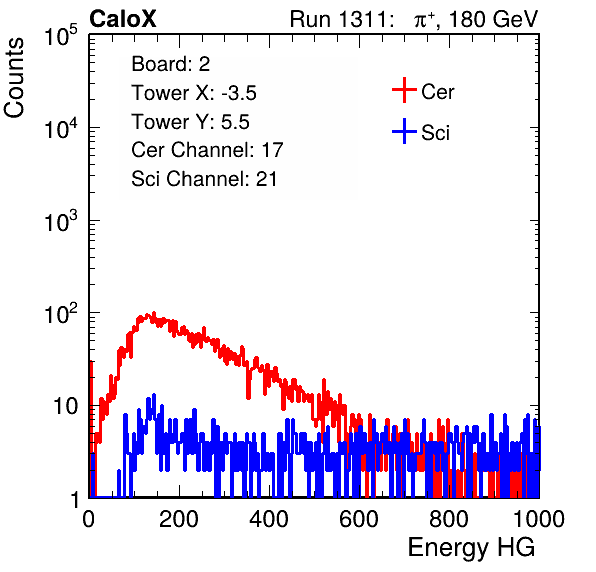 CaloX Run 1311: π⁺, 180 GeV
Counts
10⁵
10⁴
10³
10²
10
1
Board: 2
Tower X: -3.5
Tower Y: 5.5
Cer Channel: 17
Sci Channel: 21
Cer
Sci
0 200 400 600 800 1000
Energy HG